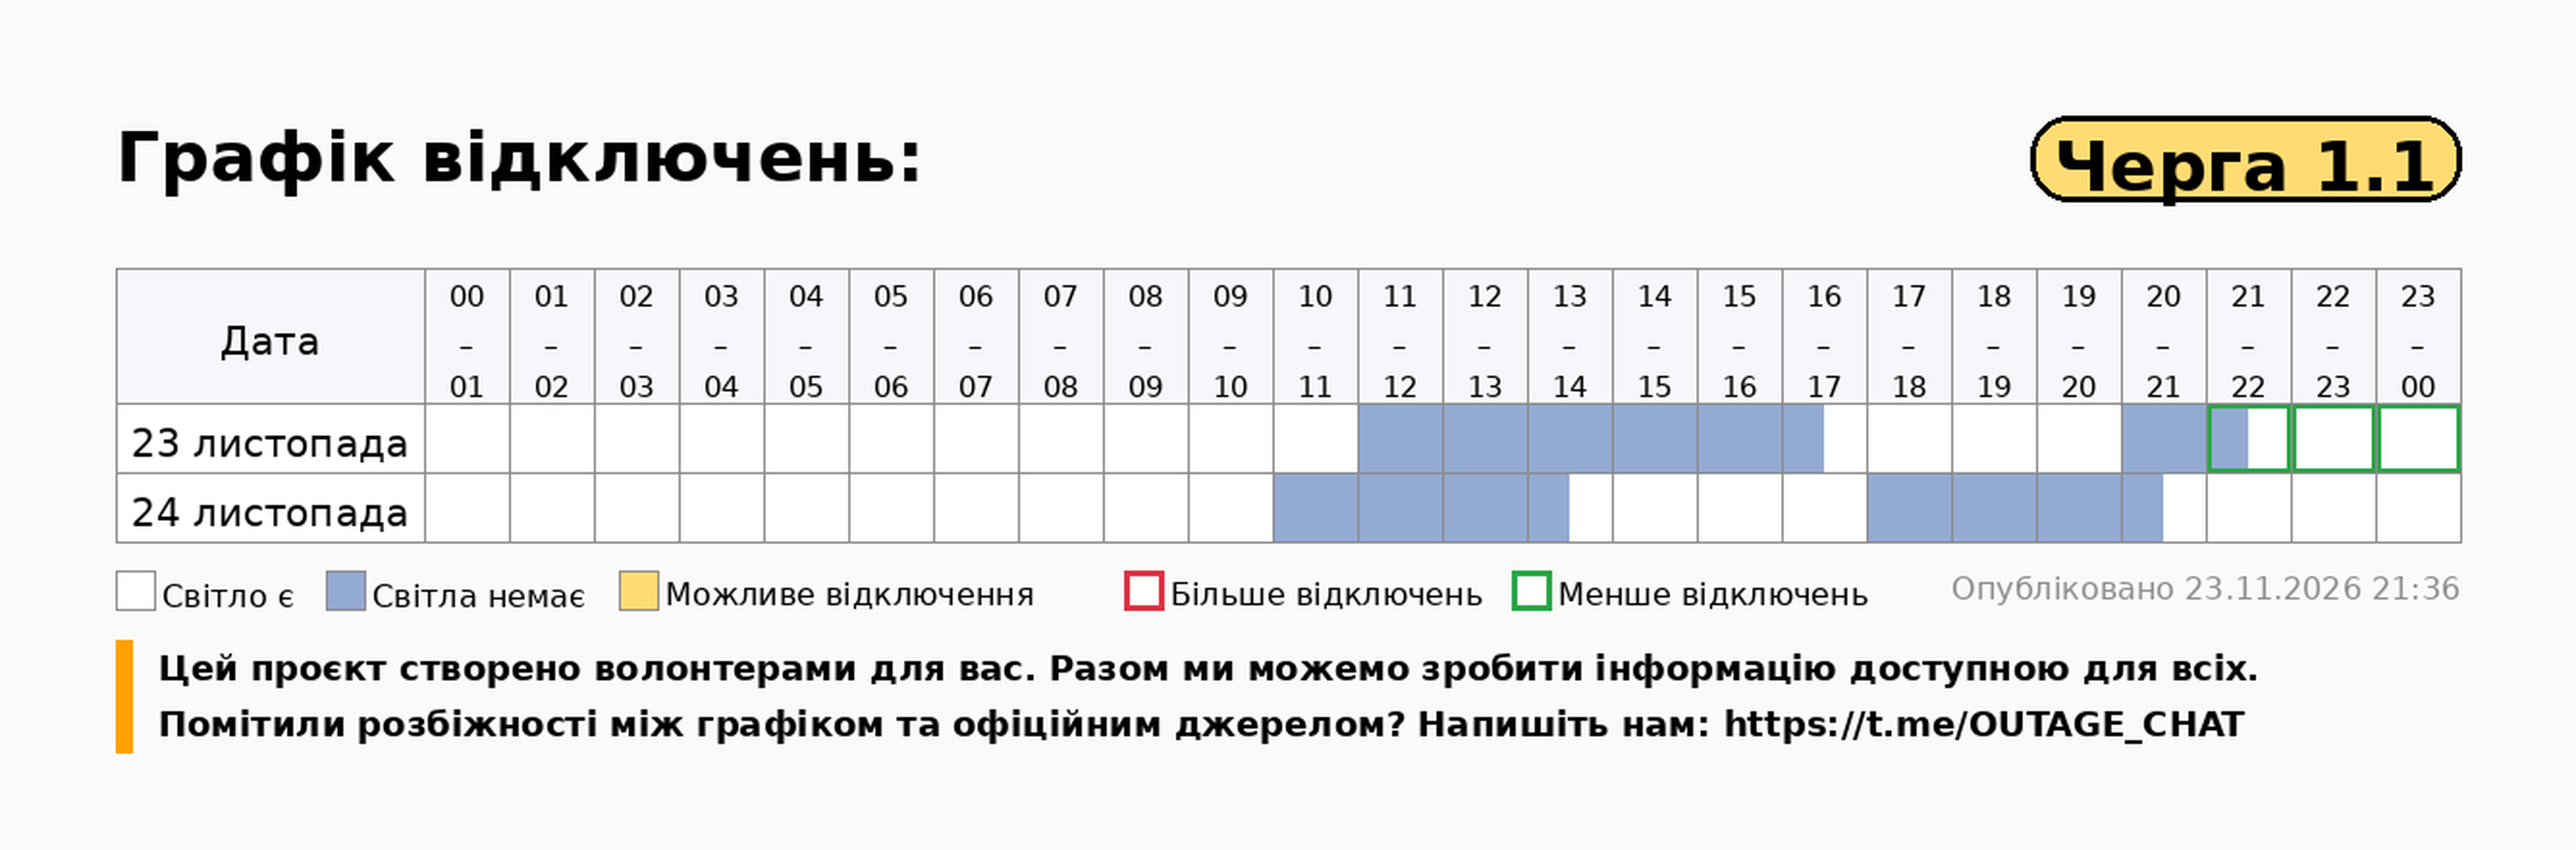 Графік відключень:
Черга 1.1
Дата
00 – 01
01 – 02
02 – 03
03 – 04
04 – 05
05 – 06
06 – 07
07 – 08
08 – 09
09 – 10
10 – 11
11 – 12
12 – 13
13 – 14
14 – 15
15 – 16
16 – 17
17 – 18
18 – 19
19 – 20
20 – 21
21 – 22
22 – 23
23 – 00
23 листопада
24 листопада
Світло є
Світла немає
Можливе відключення
Більше відключень
Менше відключень
Опубліковано 23.11.2026 21:36
Цей проєкт створено волонтерами для вас. Разом ми можемо зробити інформацію доступною для всіх.
Помітили розбіжності між графіком та офіційним джерелом? Напишіть нам: https://t.me/OUTAGE_CHAT